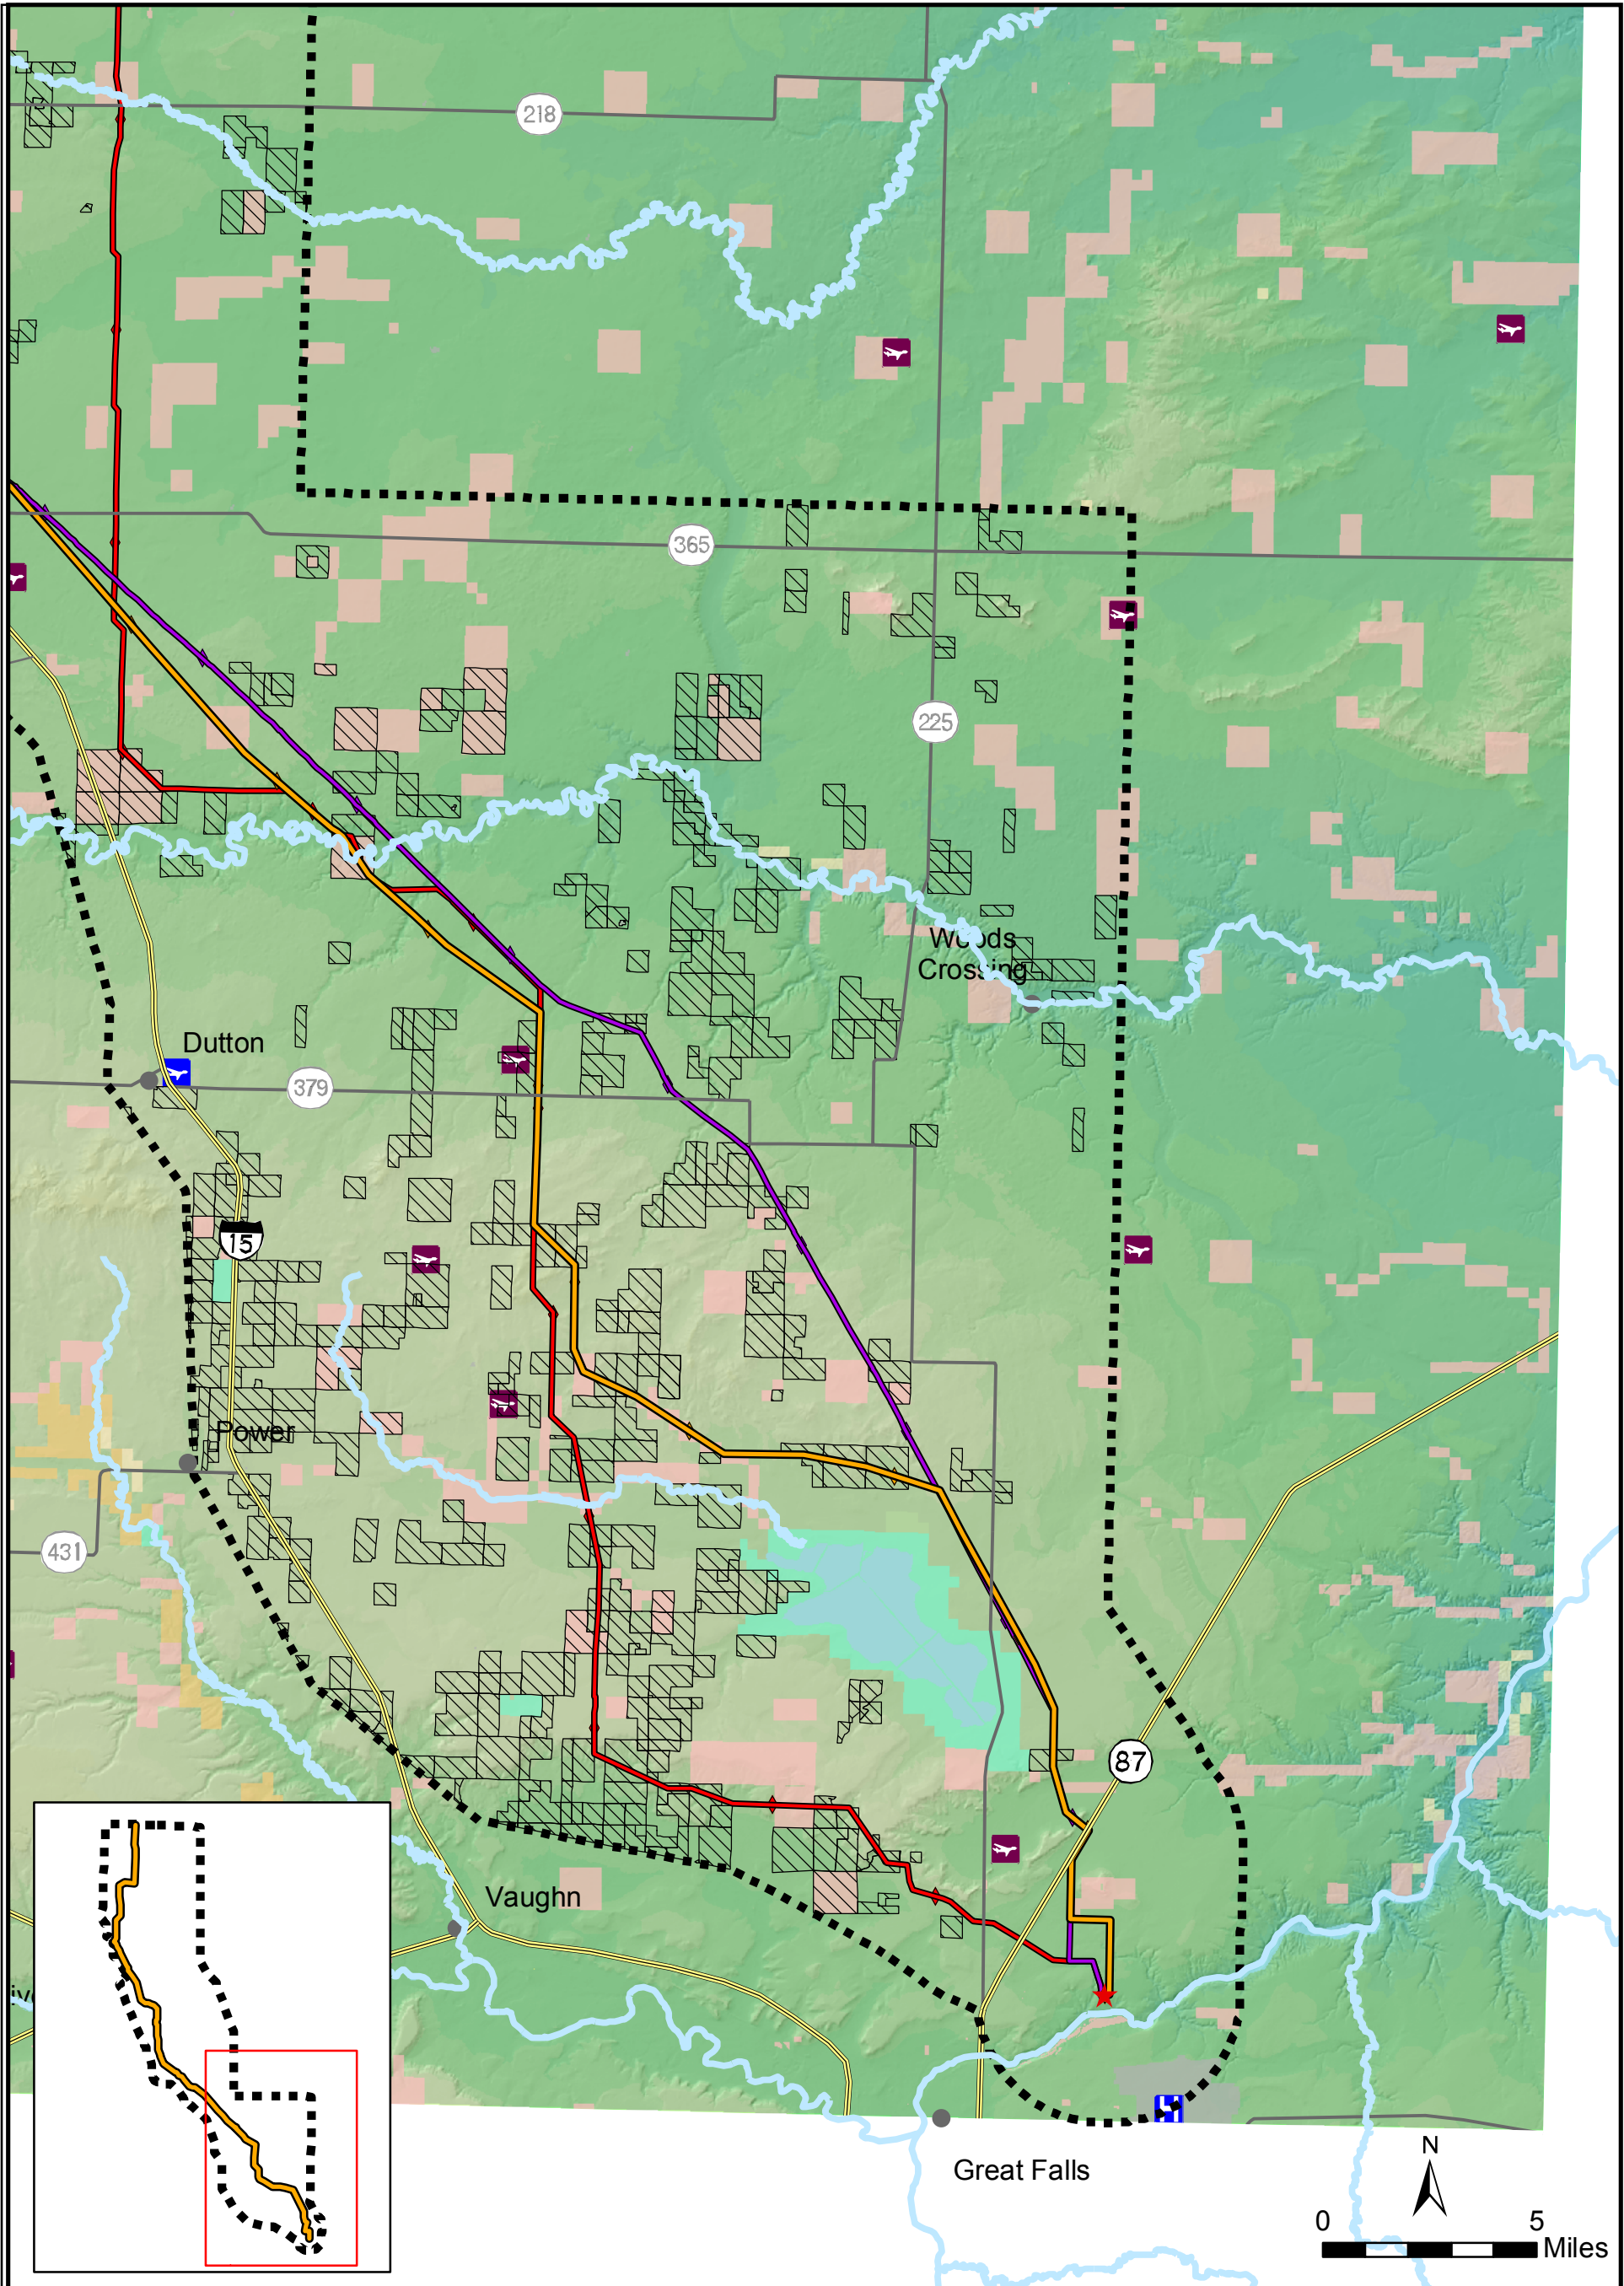 218
365
225
Woods
Crossing
Dutton
379
15
Power
431
87
Vaughn
Great Falls
N
0 5
Miles